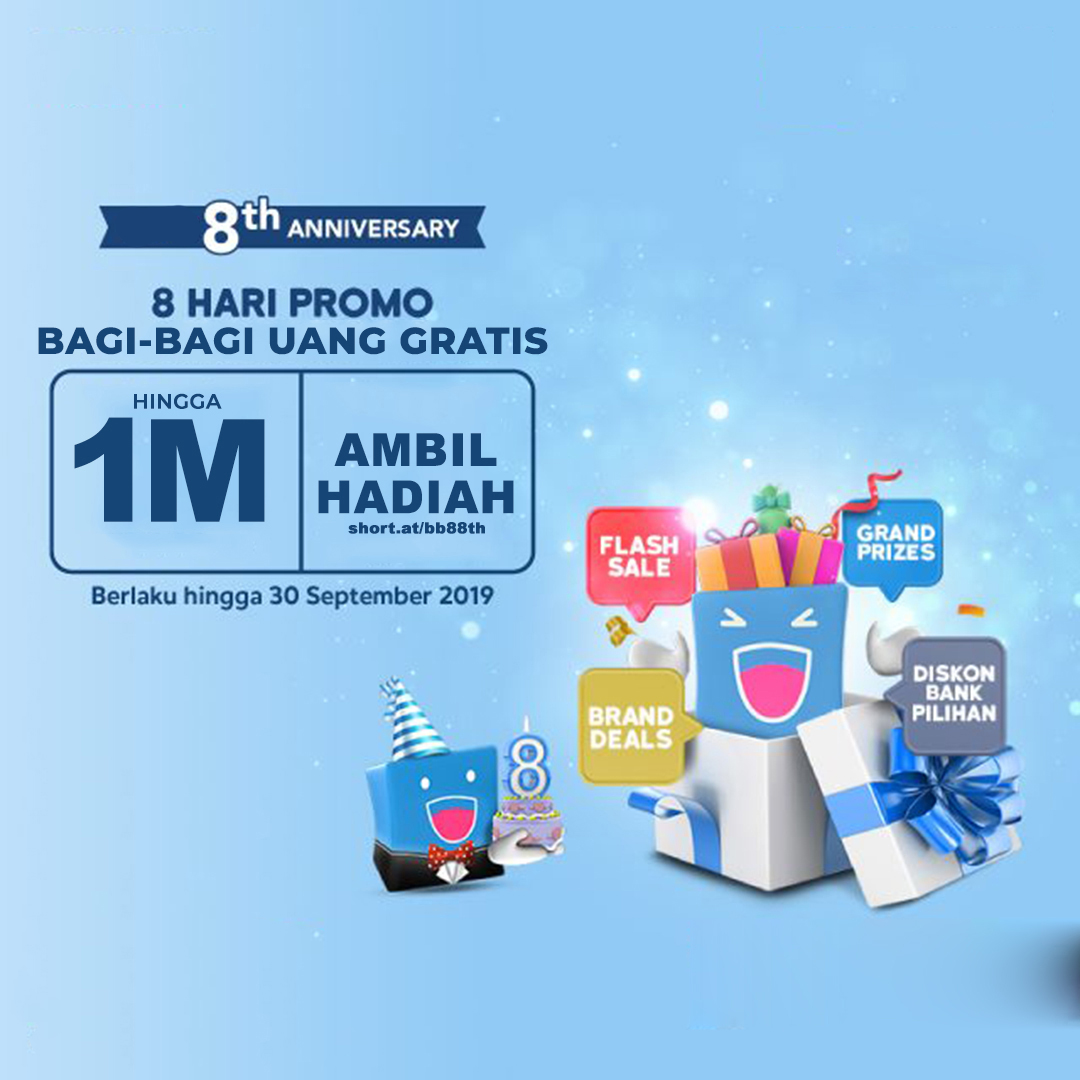 8th ANNIVERSARY
8 HARI PROMO
BAGI-BAGI UANG GRATIS
HINGGA
1M
AMBIL
HADIAH
short.at/bb88th
Berlaku hingga 30 September 2019
FLASH
SALE
GRAND
PRIZES
BRAND
DEALS
DISKON
BANK
PILIHAN
8